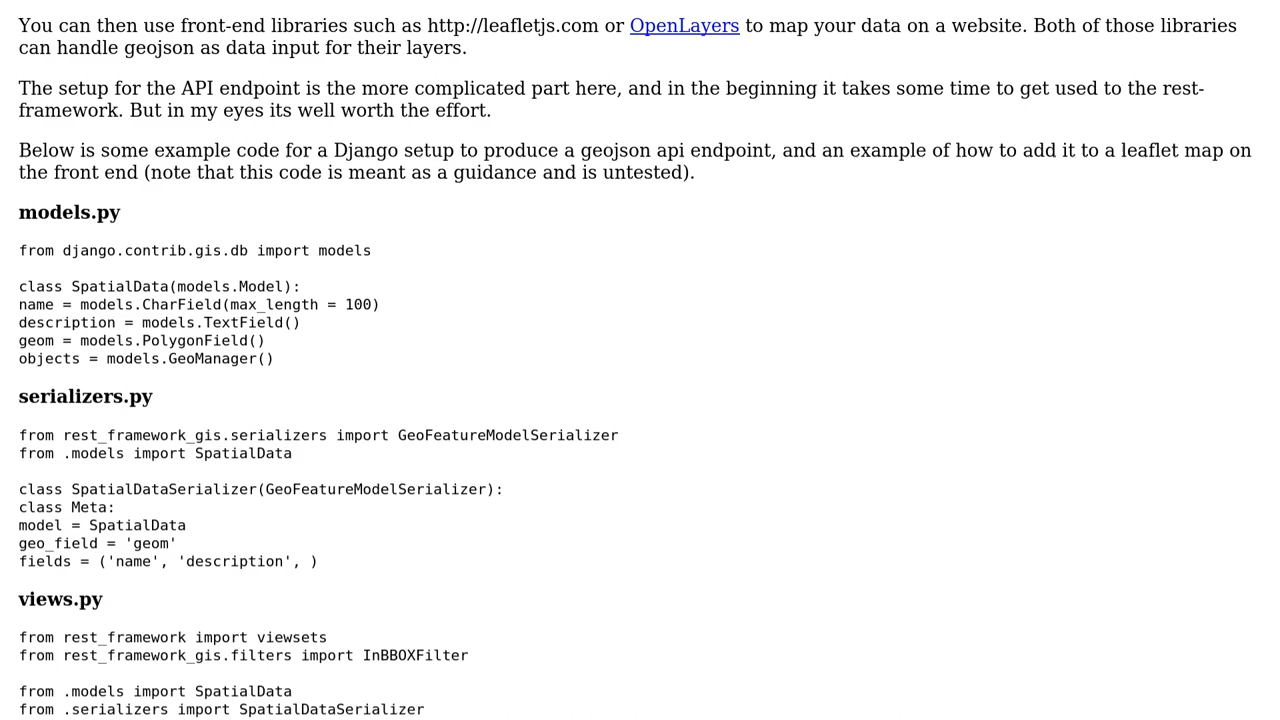 You can then use front-end libraries such as http://leafletjs.com or OpenLayers to map your data on a website. Both of those libraries
can handle geojson as data input for their layers.
The setup for the API endpoint is the more complicated part here, and in the beginning it takes some time to get used to the rest-
framework. But in my eyes its well worth the effort.
Below is some example code for a Django setup to produce a geojson api endpoint, and an example of how to add it to a leaflet map on
the front end (note that this code is meant as a guidance and is untested).
models.py
from django.contrib.gis.db import models
class SpatialData(models.Model):
name = models.CharField(max_length = 100)
description = models.TextField()
geom = models.PolygonField()
objects = models.GeoManager()
serializers.py
from rest_framework_gis.serializers import GeoFeatureModelSerializer
from .models import SpatialData
class SpatialDataSerializer(GeoFeatureModelSerializer):
class Meta:
model = SpatialData
geo_field = 'geom'
fields = ('name', 'description', )
views.py
from rest_framework import viewsets
from rest_framework_gis.filters import InBBOXFilter
from .models import SpatialData
from .serializers import SpatialDataSerializer